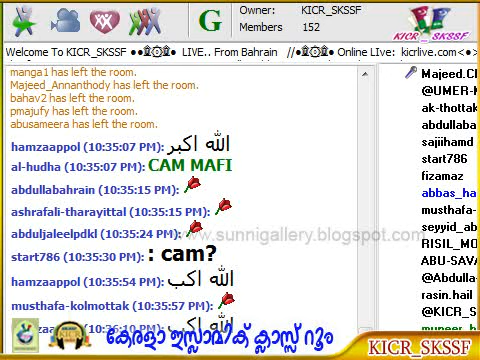 Owner: KICR_SKSSF
Members 152
G
KICR_SKSSF
Welcome To KICR_SKSSF ●●۩۞۩● LIVE.. From Bahrain //●۩۞۩● Online Live: kicrlive.com<●>
manga1 has left the room.
Majeed_Annanthody has left the room.
bahav2 has left the room.
pmajufy has left the room.
abusameera has left the room.
hamzaappol (10:35:07 PM): الله اكبر
al-hudha (10:35:07 PM): CAM MAFI
abdullabahrain (10:35:15 PM):
ashrafali-tharayittal (10:35:15 PM):
abduljaleelpdkl (10:35:24 PM):
www.sunnigallery.blogspot.com
start786 (10:35:30 PM): : cam?
hamzaappol (10:35:54 PM): الله اكب
musthafa-kolmottak (10:35:57 PM):
(10:36:10 PM): الله اكب
Majeed.Cl
@UMER-M
ak-thottak
abdullaba
sajiihamd
start786
fizamaz
abbas_ha
musthafa-
seyyid_ab
RISIL_MO
ABU-SAVA
@Abdulla-
rasin.hail
കേരളാ ഇസ്ലാമിക് ക്ലാസ്സ് റൂം
KICR_SKSSF